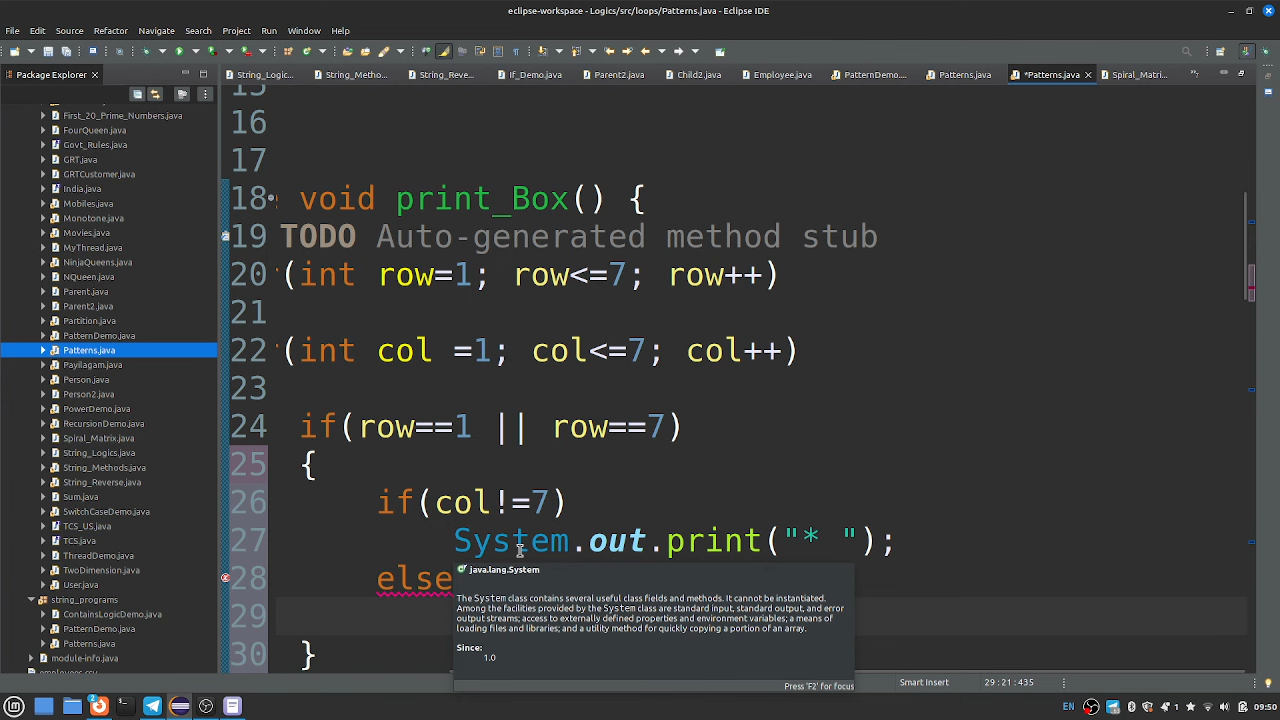 eclipse-workspace - Logics/src/loops/Patterns.java - Eclipse IDE
File Edit Source Refactor Navigate Search Project Run Window Help
Package Explorer
String_Logic...
String_Metho...
String_Reve...
If_Demo.java
Parent2.java
Child2.java
Employee.java
PatternDemo....
Patterns.java
*Patterns.java
Spiral_Matri...
First_20_Prime_Numbers.java
FourQueen.java
Govt_Rules.java
GRT.java
GRTCustomer.java
India.java
Mobiles.java
Monotone.java
Movies.java
MyThread.java
NinjaQueens.java
NQueen.java
Parent.java
Parent2.java
Partition.java
PatternDemo.java
Patterns.java
Payilagam.java
Person.java
Person2.java
PowerDemo.java
RecursionDemo.java
Spiral_Matrix.java
String_Logics.java
String_Methods.java
String_Reverse.java
Sum.java
SwitchCaseDemo.java
TCS_US.java
TCS.java
ThreadDemo.java
TwoDimension.java
User.java
string_programs
ContainsLogicDemo.java
PatternDemo.java
Patterns.java
module-info.java
employees.csv
15
16
17
18 void print_Box() {
19 TODO Auto-generated method stub
20 (int row=1; row<=7; row++)
21
22 (int col =1; col<=7; col++)
23
24 if(row==1 || row==7)
25 {
26 if(col!=7)
27 System.out.print("* ");
28 else
29
30 }
java.lang.System
The System class contains several useful class fields and methods. It cannot be instantiated.
Among the facilities provided by the System class are standard input, standard output, and error
output streams; access to externally defined properties and environment variables; a means of
loading files and libraries; and a utility method for quickly copying a portion of an array.
Since:
1.0
Press 'F2' for focus
Smart Insert
29 : 21 : 435
2
EN
1
09:50